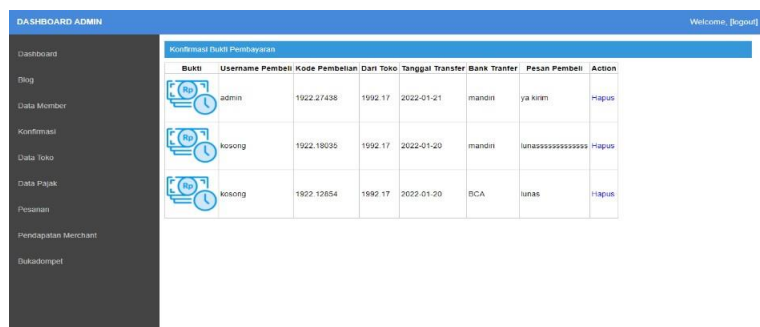 DASHBOARD ADMIN
Welcome, [logout]
Dashboard
Blog
Data Member
Konfirmasi
Data Toko
Data Pajak
Pesanan
Pendapatan Merchant
Bukadompet
Konfirmasi Bukti Pembayaran
Bukti Username Pembeli Kode Pembelian Dari Toko Tanggal Transfer Bank Tranfer Pesan Pembeli Action
Rp admin 1922.27438 1992.17 2022-01-21 mandiri ya kirim Hapus
Rp kosong 1922.18035 1992.17 2022-01-20 mandiri lunasssssssssssss Hapus
Rp kosong 1922.12854 1992.17 2022-01-20 BCA lunas Hapus